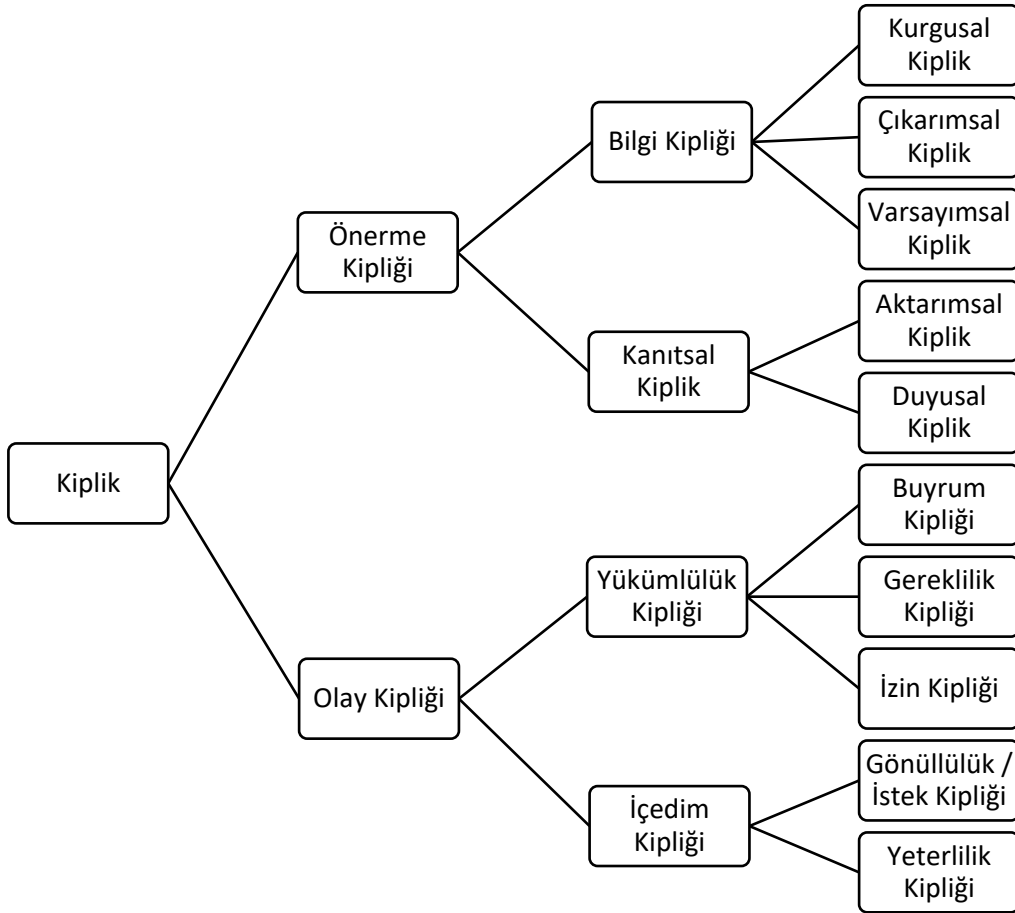 Kurgusal
Kiplik
Bilgi Kipliği
Çıkarımsal
Kiplik
Varsayımsal
Kiplik
Önerme
Kipliği
Aktarımsal
Kiplik
Kanıtsal
Kiplik
Duyusal
Kiplik
Kiplik
Buyrum
Kipliği
Yükümlülük
Kipliği
Gereklilik
Kipliği
İzin Kipliği
Olay Kipliği
Gönüllülük /
İstek Kipliği
İçedim
Kipliği
Yeterlilik
Kipliği